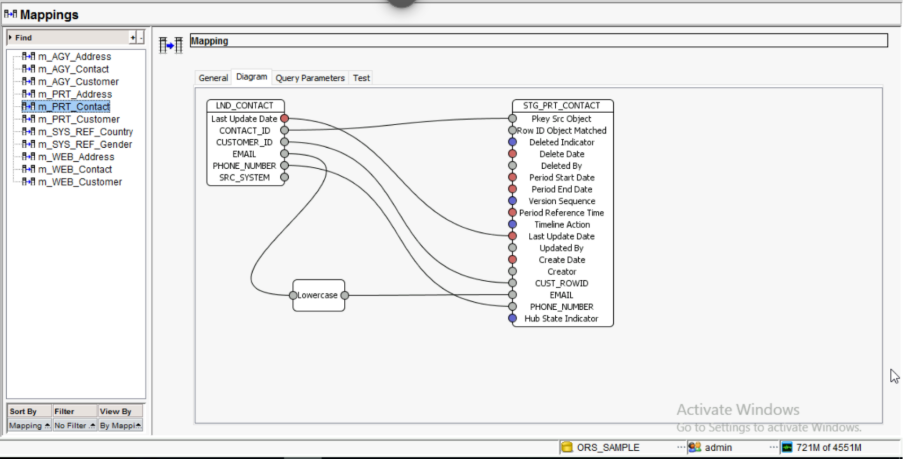 Mappings
Find
+ -
m_AGY_Address
m_AGY_Contact
m_AGY_Customer
m_PRT_Address
m_PRT_Contact
m_PRT_Customer
m_SYS_REF_Country
m_SYS_REF_Gender
m_WEB_Address
m_WEB_Contact
m_WEB_Customer
Sort By Filter View By
Mapping No Filter By Mappi
Mapping
General Diagram Query Parameters Test
LND_CONTACT
Last Update Date
CONTACT_ID
CUSTOMER_ID
EMAIL
PHONE_NUMBER
SRC_SYSTEM
Lowercase
STG_PRT_CONTACT
Pkey Src Object
Row ID Object Matched
Deleted Indicator
Delete Date
Deleted By
Period Start Date
Period End Date
Version Sequence
Period Reference Time
Timeline Action
Last Update Date
Updated By
Create Date
Creator
CUST_ROWID
EMAIL
PHONE_NUMBER
Hub State Indicator
Activate Windows
Go to Settings to activate Windows.
ORS_SAMPLE ... admin ... 721M of 4551M